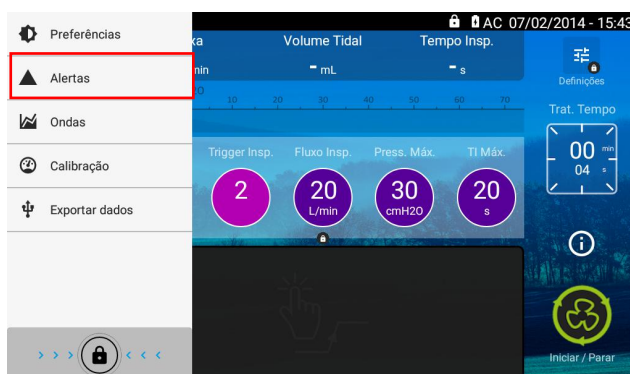 AC 07/02/2014 - 15:43
Preferências
Alertas
Ondas
Calibração
Exportar dados
xa Volume Tidal Tempo Insp.
min - mL - s
20 10 20 30 40 50 60 70
Trigger Insp. Fluxo Insp. Press. Máx. TI Máx.
2 20 30 20
L/min cmH2O s
Definições
Trat. Tempo
00 min
04 s
Iniciar / Parar